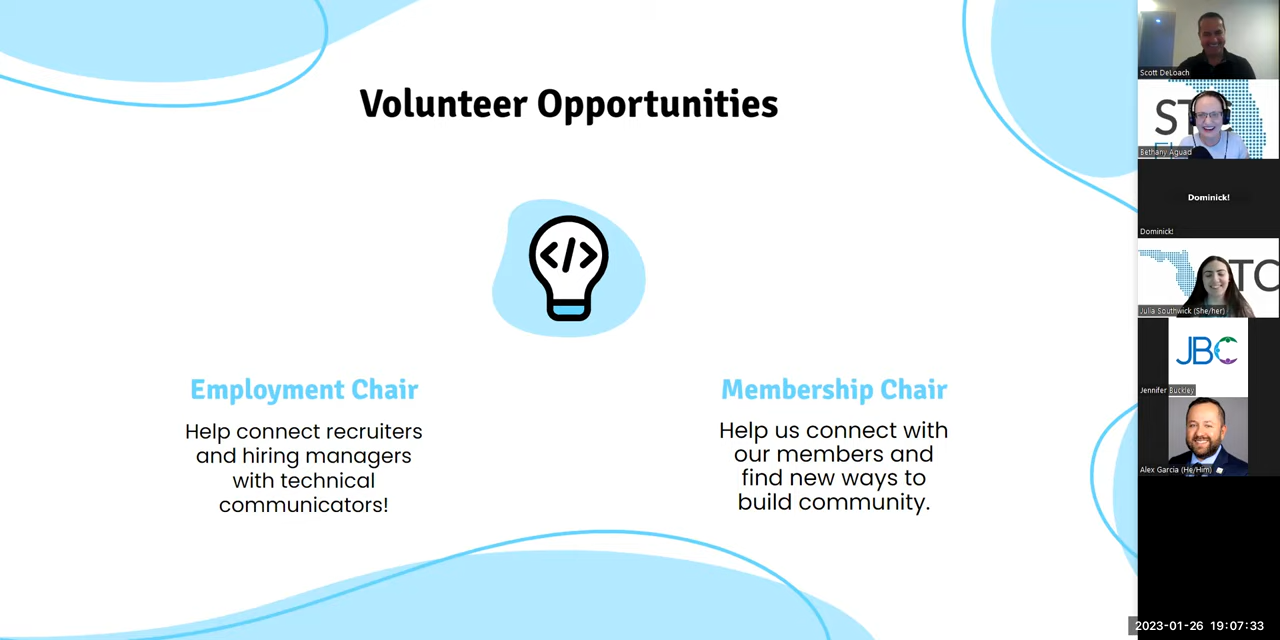 Volunteer Opportunities
</>
Employment Chair
Help connect recruiters
and hiring managers
with technical
communicators!
Membership Chair
Help us connect with
our members and
find new ways to
build community.
Scott DeLoach
ST
Bethany Aguad
Dominick!
Dominick!
TC
Julia Southwick (She/her)
JBC
Jennifer Buckley
Alex Garcia (He/Him)
2023-01-26 19:07:33